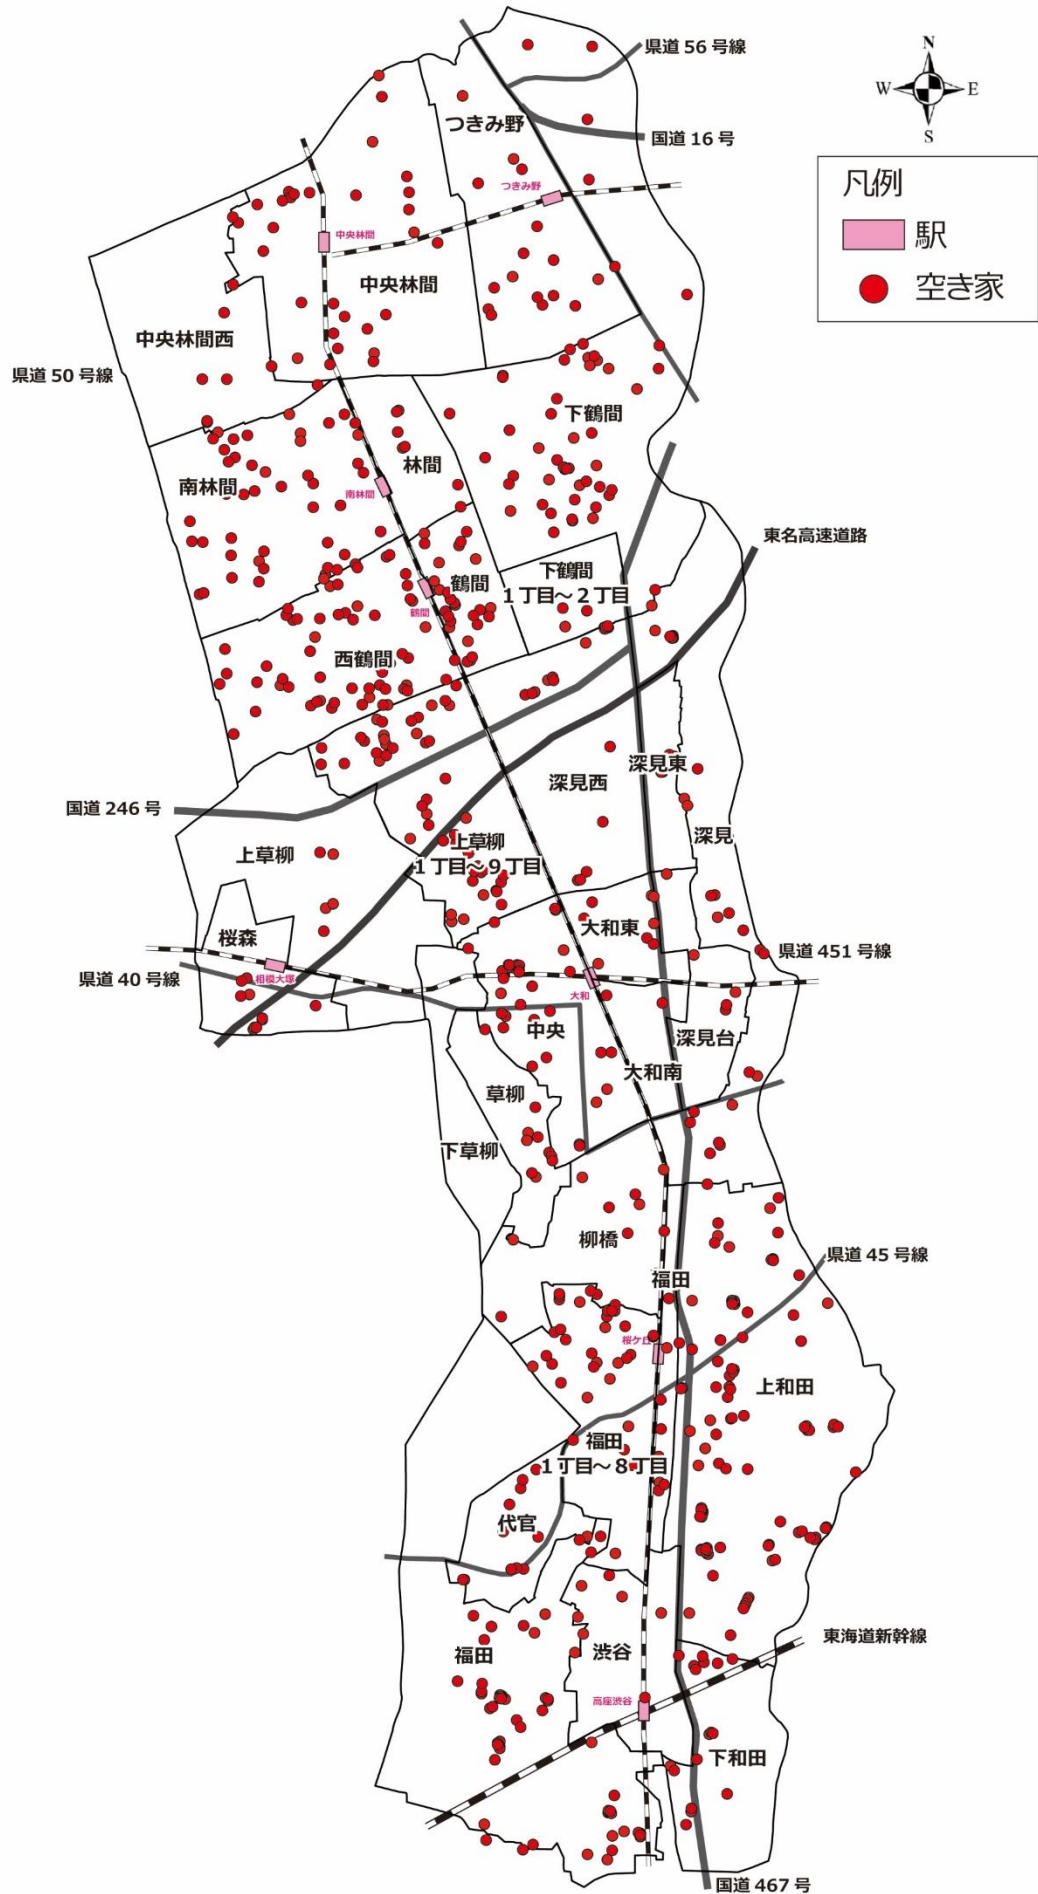 県道 56 号線
N
W
E
S
つきみ野
国道 16 号
凡例
駅
空き家
つきみ野
中央林間
中央林間
中央林間西
県道 50 号線
下鶴間
林間
南林間
南林間
東名高速道路
下鶴間
1丁目～2丁目
鶴間
鶴間
西鶴間
深見東
深見西
国道 246 号
深見
上草柳
上草柳
1丁目～9丁目
大和東
桜森
県道 451 号線
県道 40 号線
相模大塚
大和
中央
深見台
大和南
草柳
下草柳
柳橋
県道 45 号線
福田
桜ケ丘
上和田
福田
1丁目～8丁目
代官
東海道新幹線
福田
渋谷
高座渋谷
下和田
国道 467 号